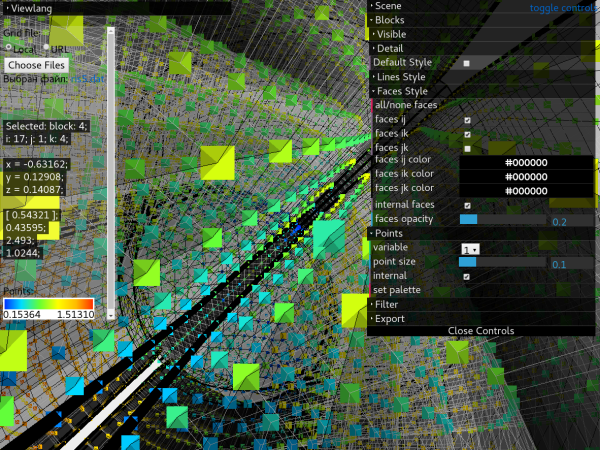 Viewlang
Grid file:
Local URL
Choose Files
Выбран файл:
Selected: block: 4;
i: 17; j: 1; k: 4;
x = -0.63162;
y = 0.12908;
z = 0.14087;
[ 0.54321 ];
0.43595;
2.493;
1.0244;
Points:
0.15364 1.51310
toggle controls
Scene
Blocks
Visible
Detail
Default Style
Lines Style
Faces Style
all/none faces
faces ij
faces ik
faces jk
faces ij color #000000
faces ik color #000000
faces jk color #000000
internal faces
faces opacity 0.2
Points
variable 1
point size 0.1
internal
set palette
Filter
Export
Close Controls